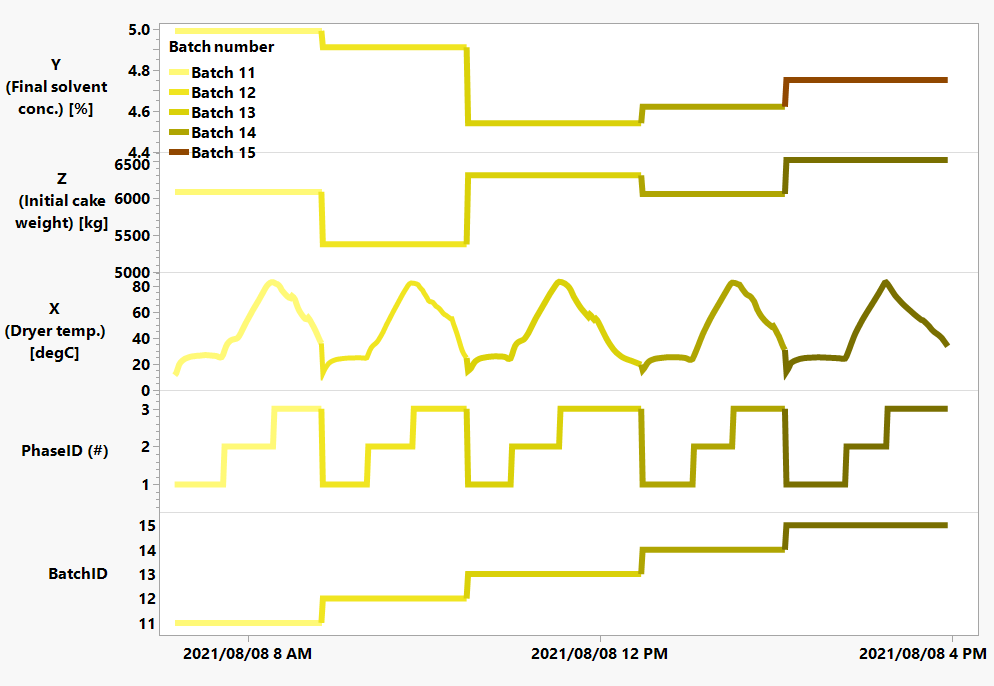 Y
(Final solvent
conc.) [%]
5.0
4.8
4.6
4.4
Batch number
Batch 11
Batch 12
Batch 13
Batch 14
Batch 15
Z
(Initial cake
weight) [kg]
6500
6000
5500
5000
X
(Dryer temp.)
[degC]
80
60
40
20
0
PhaseID (#)
3
2
1
BatchID
15
14
13
12
11
2021/08/08 8 AM
2021/08/08 12 PM
2021/08/08 4 PM